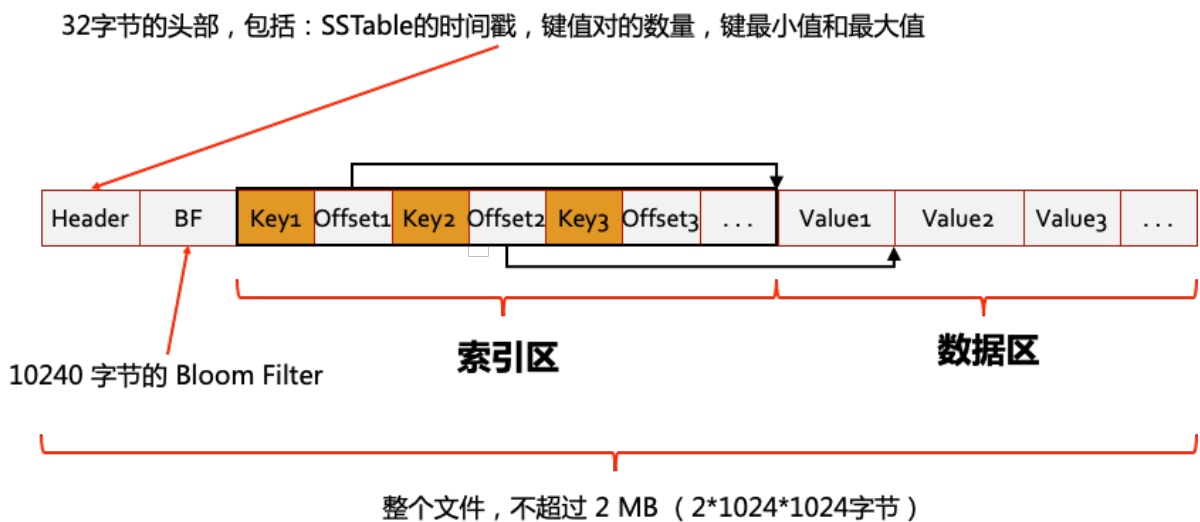 32字节的头部，包括：SSTable的时间戳，键值对的数量，键最小值和最大值
Header BF Key1 Offset1 Key2 Offset2 Key3 Offset3 ... Value1 Value2 Value3 ...
索引区 数据区
10240 字节的 Bloom Filter
整个文件，不超过 2 MB（2*1024*1024字节）